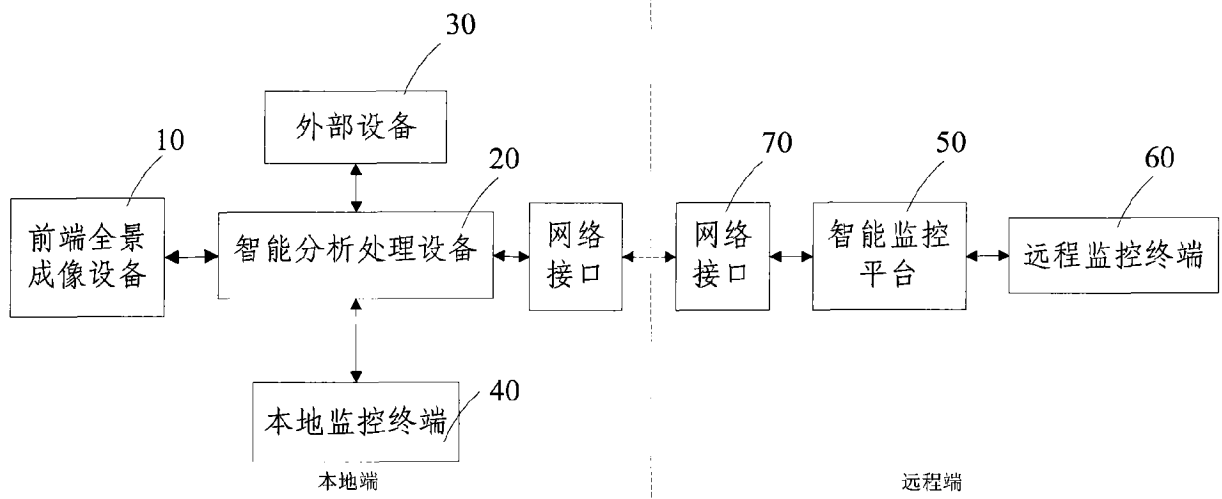 30
外部设备
10
前端全景
成像设备
20
智能分析处理设备
网络
接口
70
网络
接口
50
智能监控
平台
60
远程监控终端
40
本地监控终端
本地端
远程端